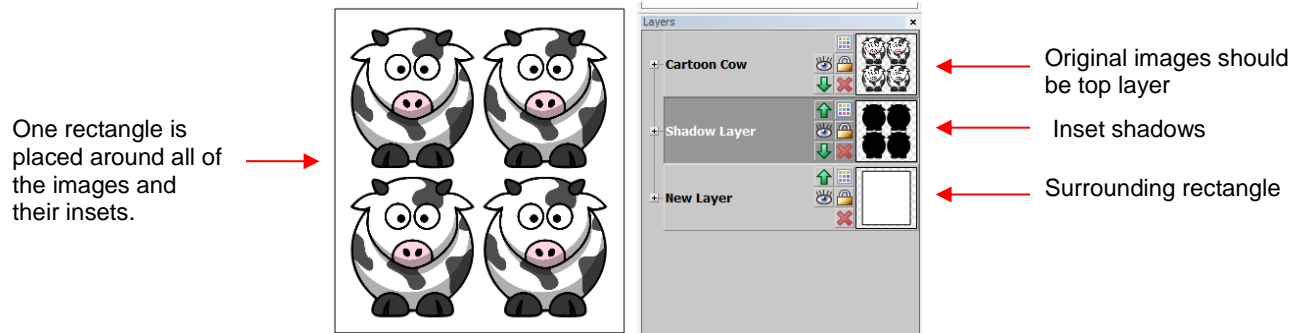 One rectangle is
placed around all of
the images and
their insets.
Layers
Cartoon Cow
Shadow Layer
New Layer
Original images should
be top layer
Inset shadows
Surrounding rectangle